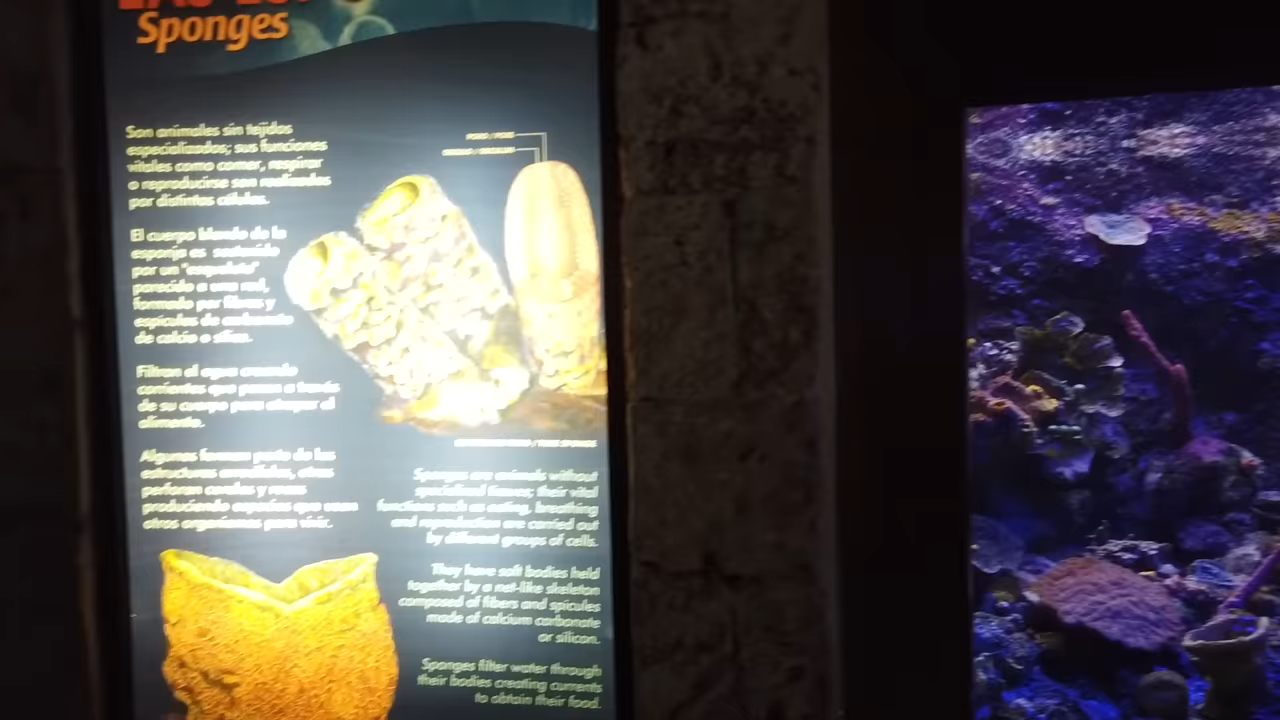 Sponges
Son animales sin tejidos
especializados; sus funciones
vitales como comer, respirar
o reproducirse son realizadas
por distintas células.
El cuerpo blando de la
esponja es sostenido
por un "esqueleto"
parecido a una red,
formado por fibras y
espículas de carbonato
de calcio o sílice.
Filtran el agua creando
corrientes que pasan a través
de su cuerpo para atrapar el
alimento.
Algunas forman parte de las
estructuras arrecifales, otras
perforan corales y rocas
produciendo espacios que usan
otros organismos para vivir.
Sponges are animals without
specialized tissues; their vital
functions such as eating, breathing
and reproduction are carried out
by different groups of cells.
They have soft bodies held
together by a net-like skeleton
composed of fibers and spicules
made of calcium carbonate
or silicon.
Sponges filter water through
their bodies creating currents
to obtain their food.